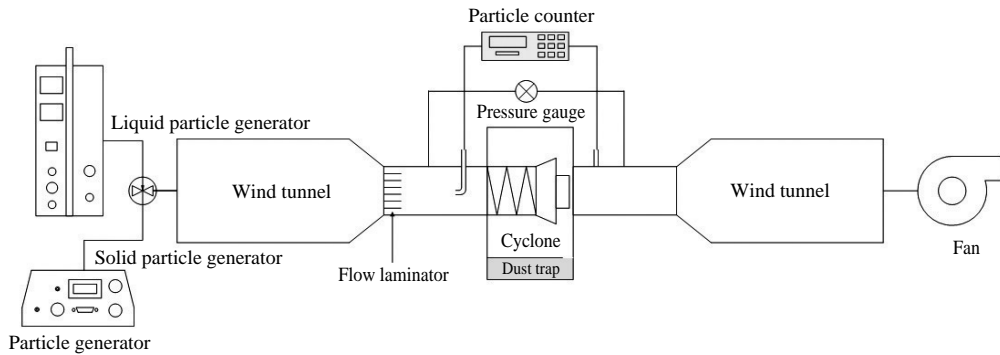 Particle counter
Pressure gauge
Liquid particle generator
Wind tunnel
Wind tunnel
Cyclone
Fan
Solid particle generator
Flow laminator
Dust trap
Particle generator